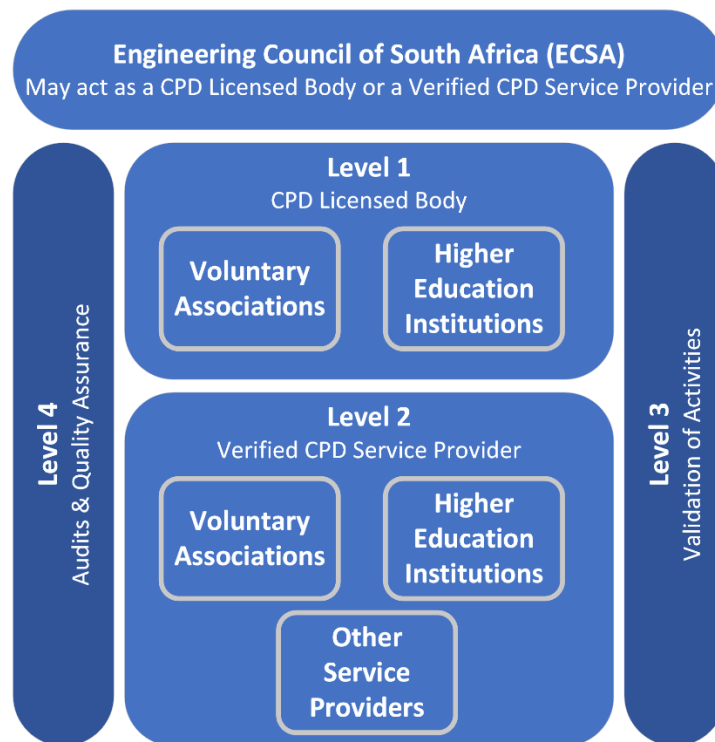 Engineering Council of South Africa (ECSA)
May act as a CPD Licensed Body or a Verified CPD Service Provider
Level 4
Audits & Quality Assurance
Level 1
CPD Licensed Body
Voluntary
Associations
Higher
Education
Institutions
Level 2
Verified CPD Service Provider
Voluntary
Associations
Higher
Education
Institutions
Other
Service
Providers
Level 3
Validation of Activities